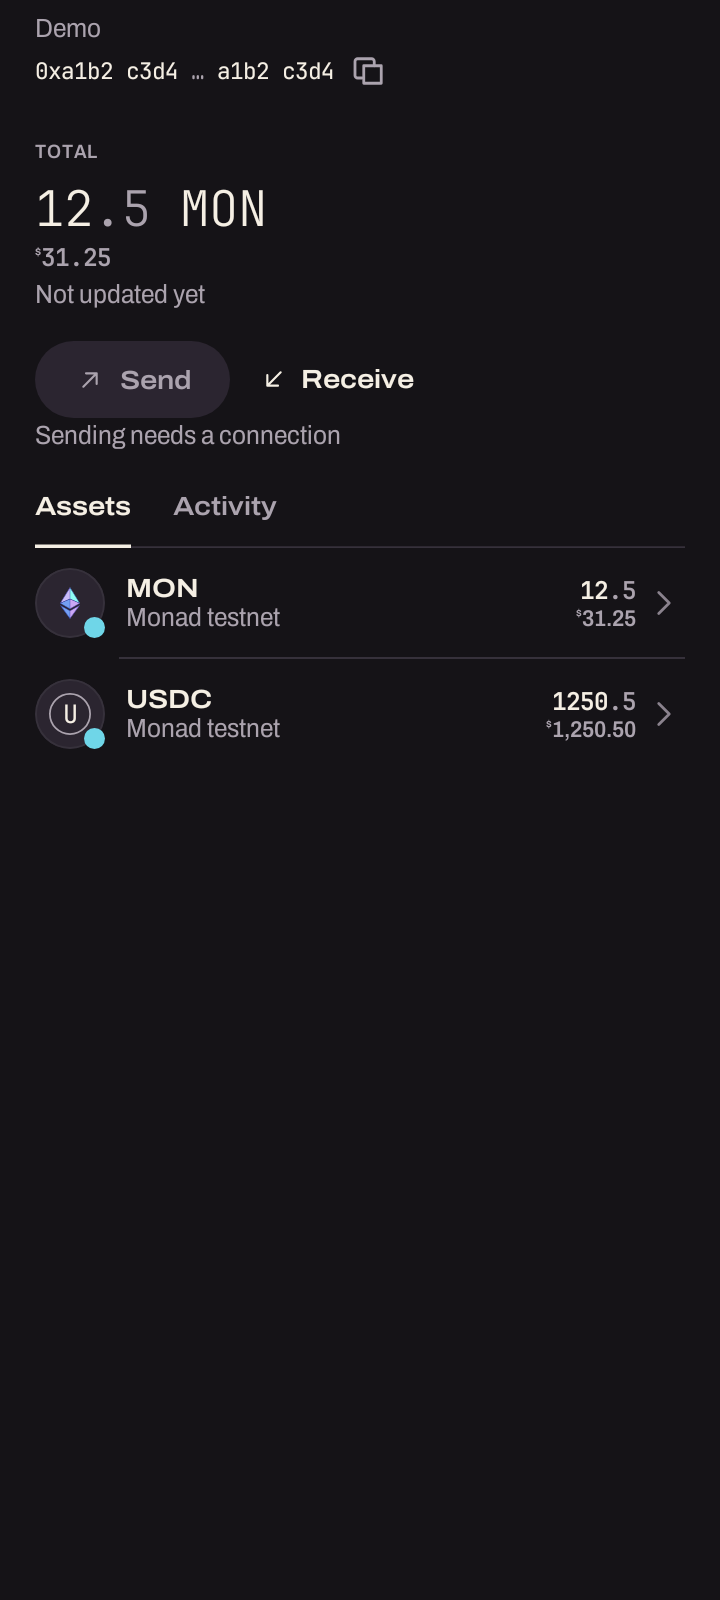 Demo
0xa1b2 c3d4 … a1b2 c3d4
TOTAL
12.5 MON
$31.25
Not updated yet
Send Receive
Sending needs a connection
Assets Activity
MON 12.5
Monad testnet $31.25
U
USDC 1250.5
Monad testnet $1,250.50